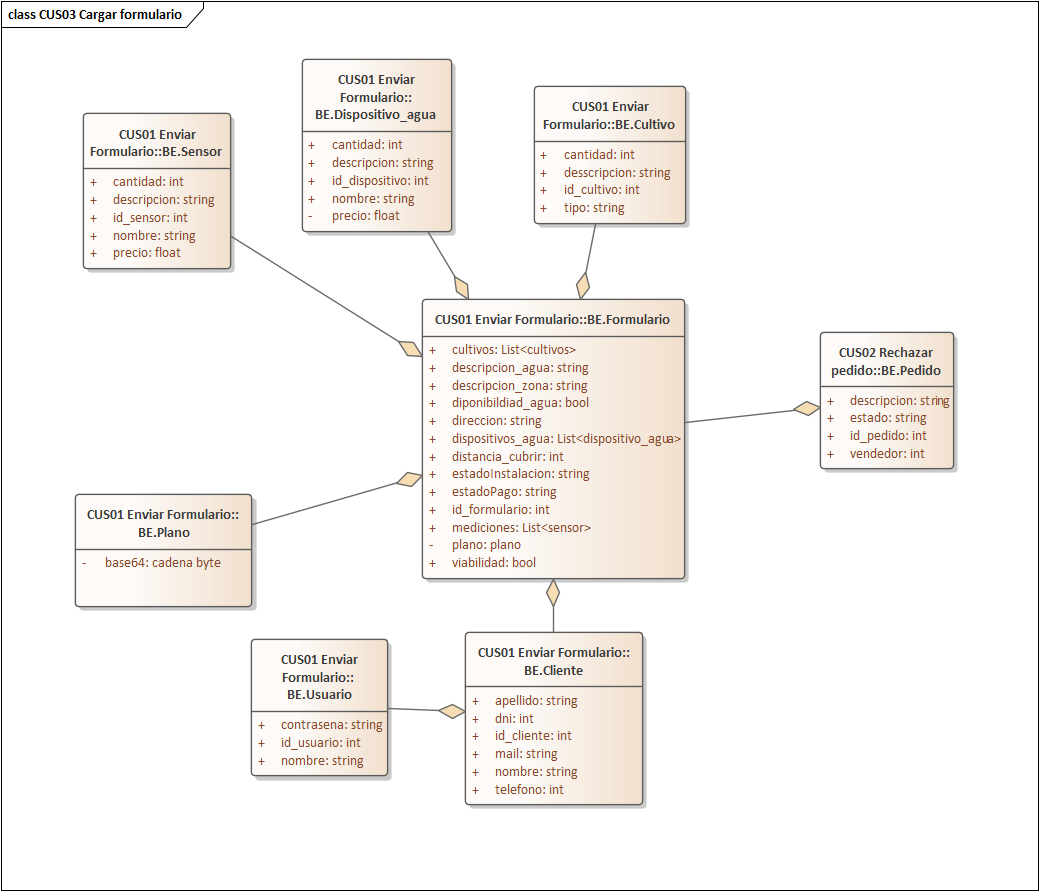 class CUS03 Cargar formulario
CUS01 Enviar
Formulario::
BE.Dispositivo_agua
+ cantidad: int
+ descripcion: string
+ id_dispositivo: int
+ nombre: string
- precio: float
CUS01 Enviar
Formulario::BE.Cultivo
+ cantidad: int
+ desscripcion: string
+ id_cultivo: int
+ tipo: string
CUS01 Enviar
Formulario::BE.Sensor
+ cantidad: int
+ descripcion: string
+ id_sensor: int
+ nombre: string
+ precio: float
CUS01 Enviar Formulario::BE.Formulario
+ cultivos: List<cultivos>
+ descripcion_agua: string
+ descripcion_zona: string
+ diponibildiad_agua: bool
+ direccion: string
+ dispositivos_agua: List<dispositivo_agua>
+ distancia_cubrir: int
+ estadoInstalacion: string
+ estadoPago: string
+ id_formulario: int
+ mediciones: List<sensor>
- plano: plano
+ viabilidad: bool
CUS02 Rechazar
pedido::BE.Pedido
+ descripcion: string
+ estado: string
+ id_pedido: int
+ vendedor: int
CUS01 Enviar Formulario::
BE.Plano
- base64: cadena byte
CUS01 Enviar
Formulario::
BE.Usuario
+ contrasena: string
+ id_usuario: int
+ nombre: string
CUS01 Enviar Formulario::
BE.Cliente
+ apellido: string
+ dni: int
+ id_cliente: int
+ mail: string
+ nombre: string
+ telefono: int